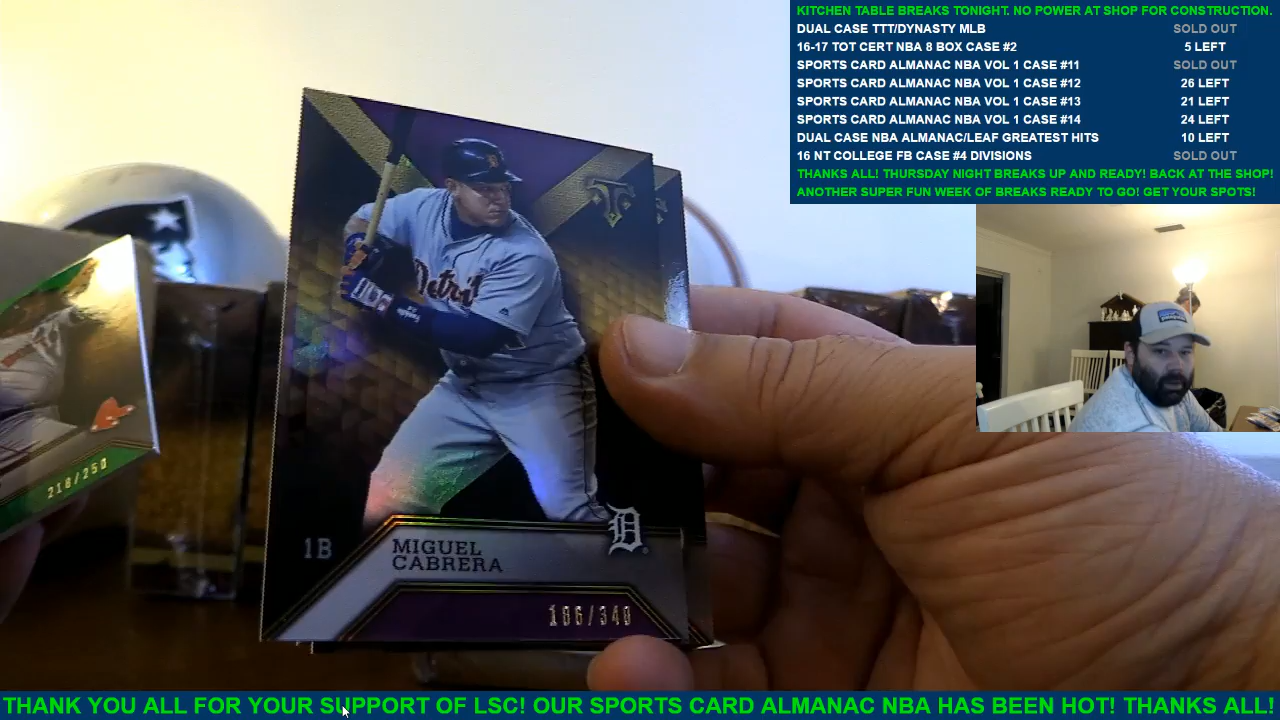 KITCHEN TABLE BREAKS TONIGHT. NO POWER AT SHOP FOR CONSTRUCTION.
DUAL CASE TTT/DYNASTY MLB SOLD OUT
16-17 TOT CERT NBA 8 BOX CASE #2 5 LEFT
SPORTS CARD ALMANAC NBA VOL 1 CASE #11 SOLD OUT
SPORTS CARD ALMANAC NBA VOL 1 CASE #12 26 LEFT
SPORTS CARD ALMANAC NBA VOL 1 CASE #13 21 LEFT
SPORTS CARD ALMANAC NBA VOL 1 CASE #14 24 LEFT
DUAL CASE NBA ALMANAC/LEAF GREATEST HITS 10 LEFT
16 NT COLLEGE FB CASE #4 DIVISIONS SOLD OUT
THANKS ALL! THURSDAY NIGHT BREAKS UP AND READY! BACK AT THE SHOP!
ANOTHER SUPER FUN WEEK OF BREAKS READY TO GO! GET YOUR SPOTS!
Detroit
D
1B
MIGUEL
CABRERA
186/340
218/250
THANK YOU ALL FOR YOUR SUPPORT OF LSC! OUR SPORTS CARD ALMANAC NBA HAS BEEN HOT! THANKS ALL!